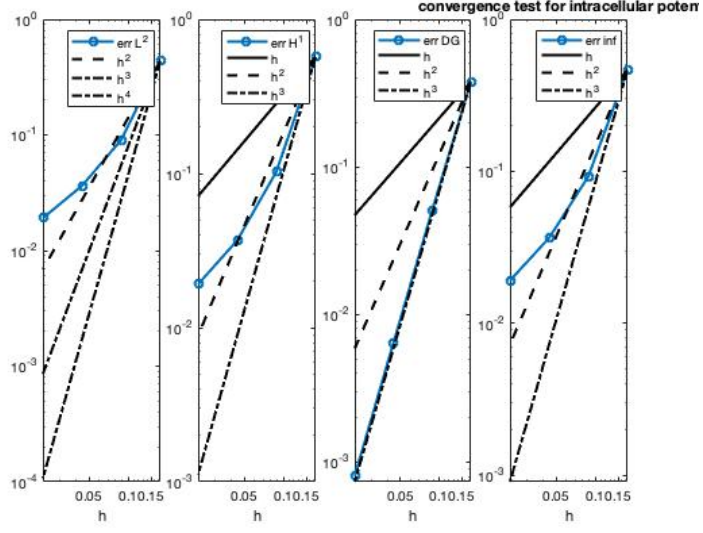 convergence test for intracellular poten
10⁰
10⁻¹
10⁻²
10⁻³
10⁻⁴
err L²
h²
h³
h⁴
0.05 0.10.15
h
10⁰
10⁻¹
10⁻²
10⁻³
err H¹
h
h²
h³
0.05 0.10.15
h
10⁰
10⁻¹
10⁻²
10⁻³
err DG
h
h²
h³
0.05 0.10.15
h
10⁰
10⁻¹
10⁻²
10⁻³
err inf
h
h²
h³
0.05 0.10.15
h